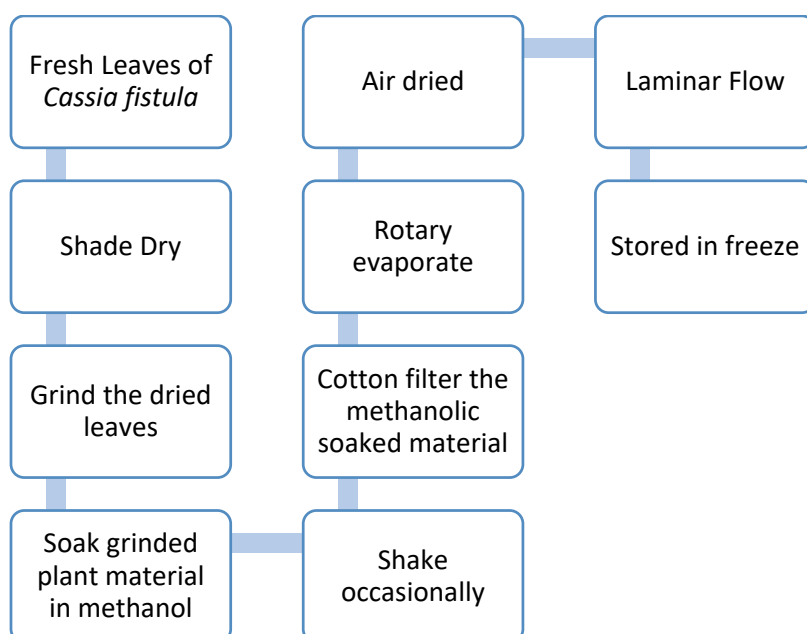 Fresh Leaves of
Cassia fistula
Shade Dry
Grind the dried
leaves
Soak grinded
plant material
in methanol
Shake
occasionally
Cotton filter the
methanolic
soaked material
Rotary
evaporate
Air dried
Laminar Flow
Stored in freeze